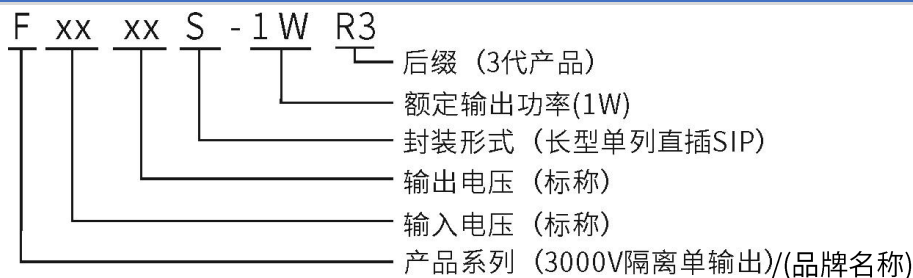 F xx xx S - 1W R3
后缀（3代产品）
额定输出功率(1W)
封装形式（长型单列直插SIP）
输出电压（标称）
输入电压（标称）
产品系列（3000V隔离单输出)/(品牌名称)